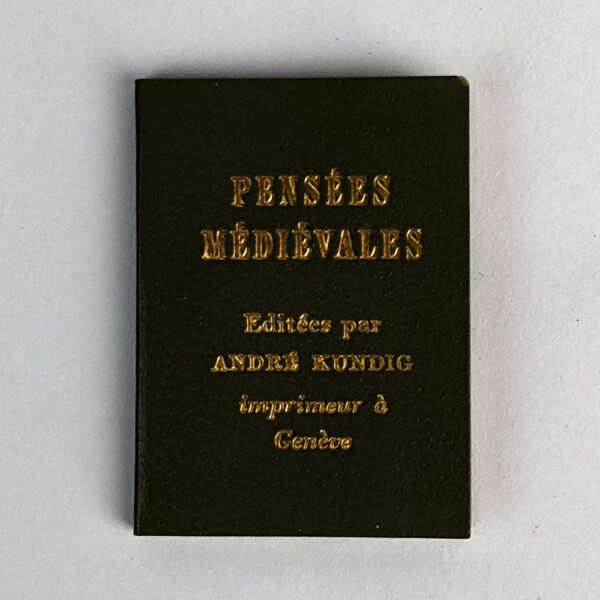 PENSÉES
MÉDIÉVALES
Editées par
ANDRÉ KUNDIG
imprimeur à
Genève